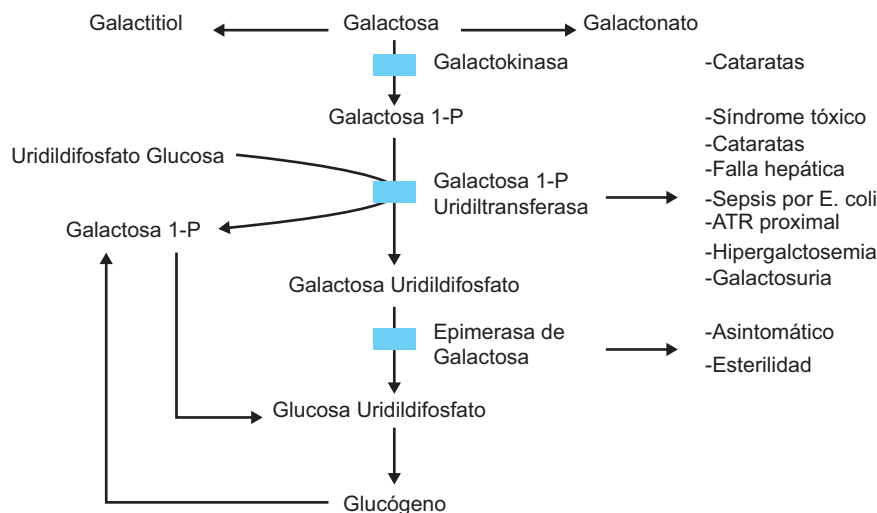 Galactitiol
Galactosa
Galactonato
Galactokinasa
-Cataratas
Galactosa 1-P
-Síndrome tóxico
-Cataratas
-Falla hepática
-Sepsis por E. coli
-ATR proximal
-Hipergalctosemia
-Galactosuria
Uridildifosfato Glucosa
Galactosa 1-P
Uridiltransferasa
Galactosa 1-P
Galactosa Uridildifosfato
Epimerasa de
Galactosa
-Asintomático
-Esterilidad
Glucosa Uridildifosfato
Glucógeno